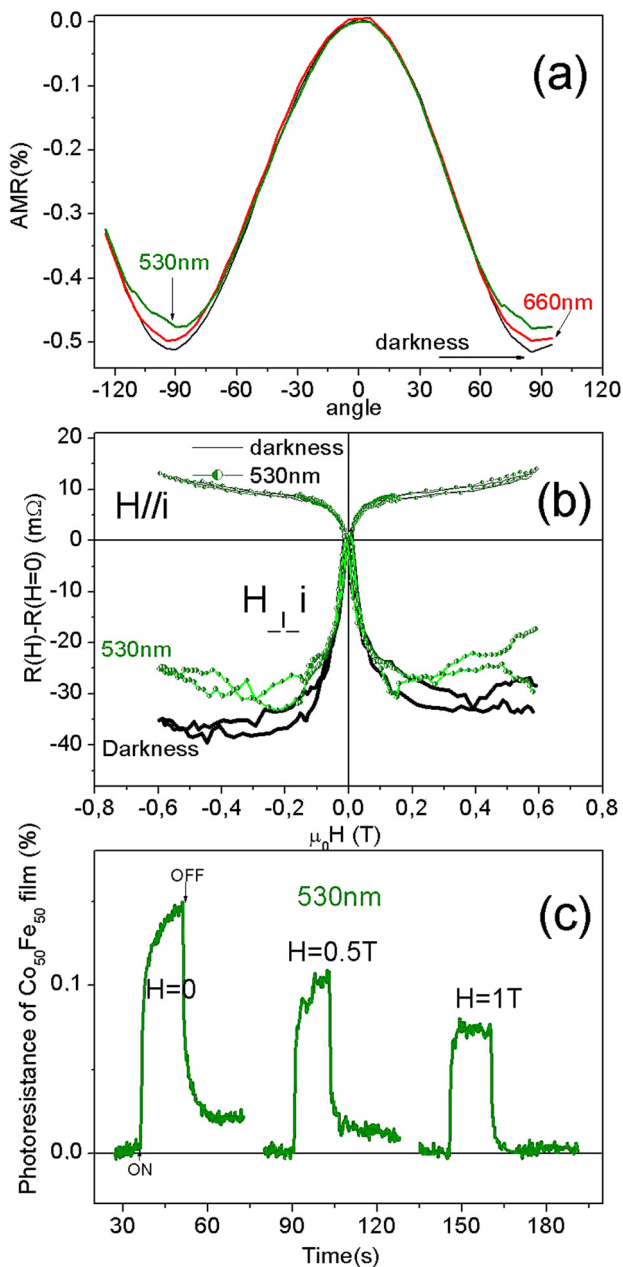 0.0
-0.1
-0.2
-0.3
-0.4
-0.5
AMR(%)
(a)
530nm
660nm
darkness
-120 -90 -60 -30 0 30 60 90 120
angle
20
10
0
-10
-20
-30
-40
R(H)-R(H=0) (mΩ)
darkness
530nm
(b)
H//i
H_|_i
530nm
Darkness
-0,8 -0,6 -0,4 -0,2 0,0 0,2 0,4 0,6 0,8
μ₀H (T)
Photoresistance of Co₅₀Fe₅₀ film (%)
0.1
0.0
OFF
530nm
(c)
H=0
H=0.5T
H=1T
ON
30 60 90 120 150 180
Time(s)